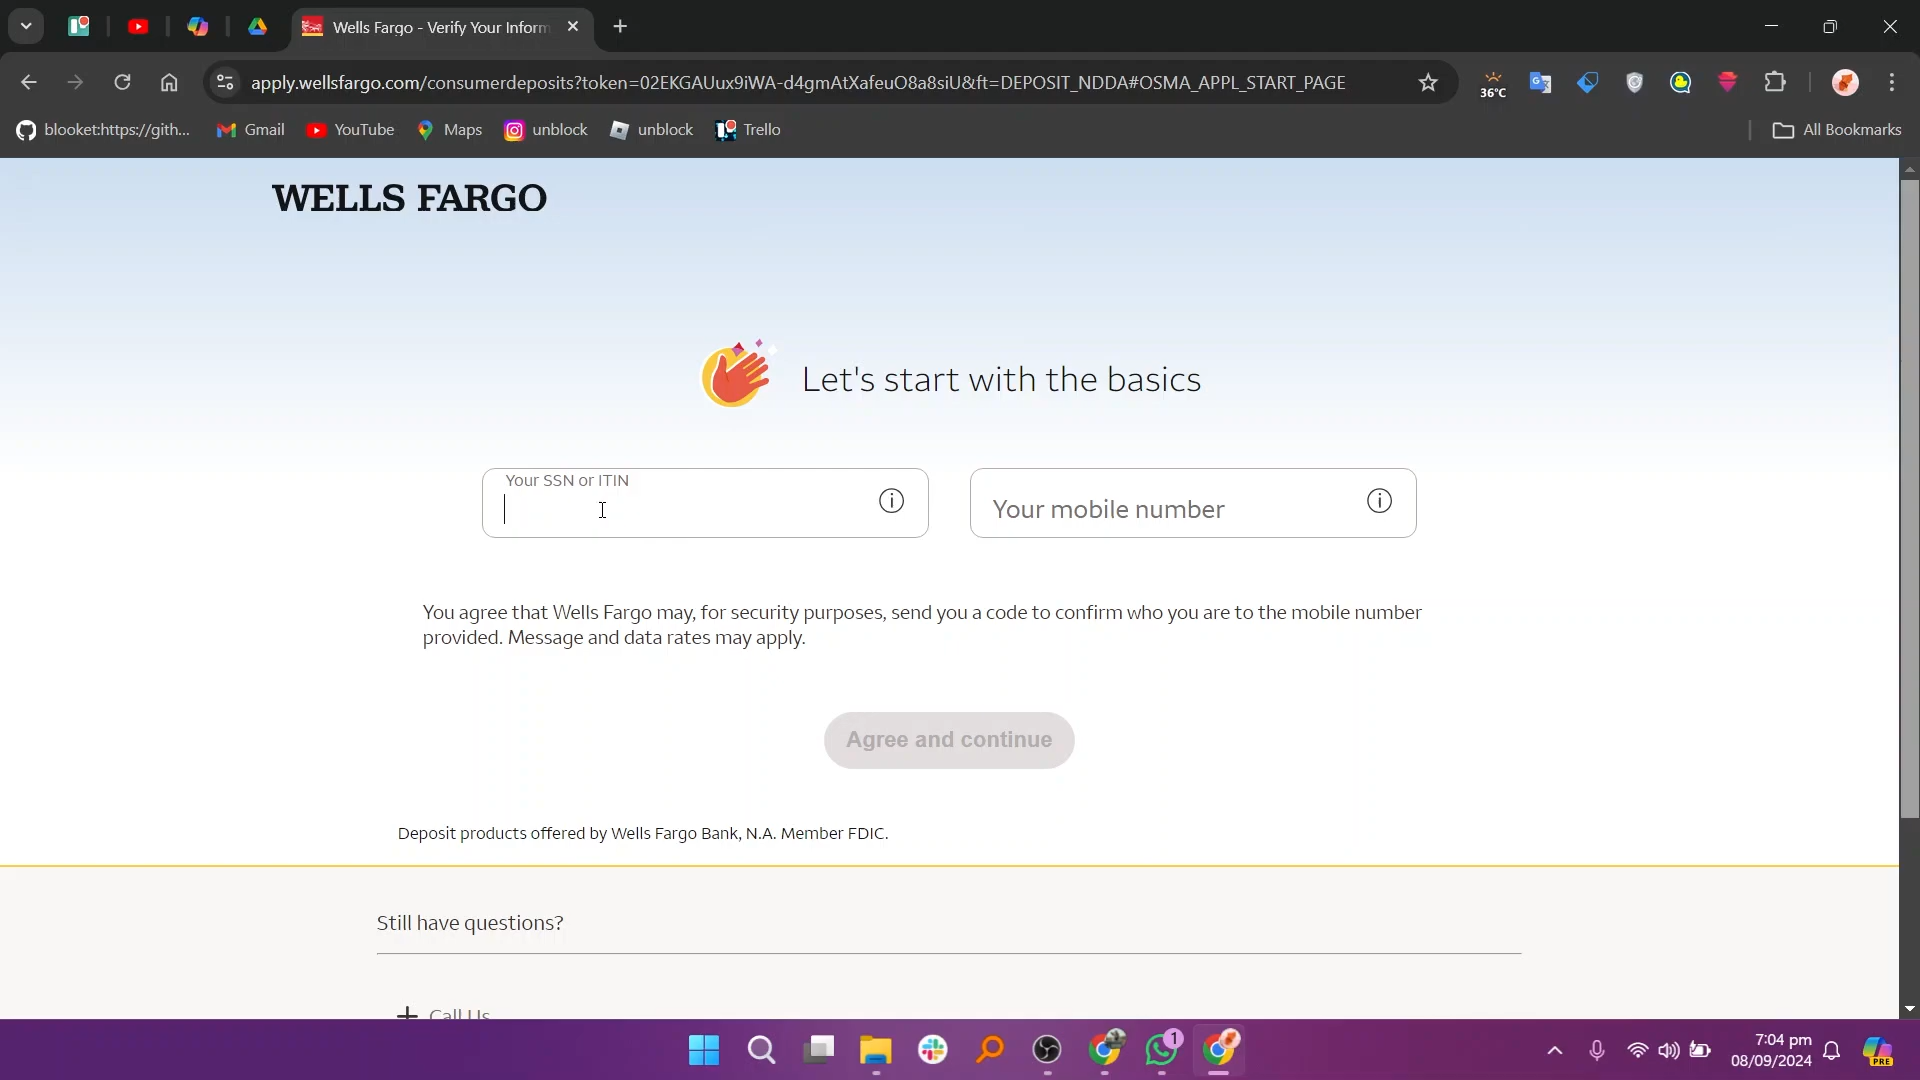 Wells Fargo - Verify Your Inform
apply.wellsfargo.com/consumerdeposits?token=02EKGAUux9iWA-d4gmAtXafeuO8a8siU&ft=DEPOSIT_NDDA#OSMA_APPL_START_PAGE
36°C
blooket:https://gith... Gmail YouTube Maps unblock unblock Trello All Bookmarks
WELLS FARGO
Let's start with the basics
Your SSN or ITIN
Your mobile number
You agree that Wells Fargo may, for security purposes, send you a code to confirm who you are to the mobile number
provided. Message and data rates may apply.
Agree and continue
Deposit products offered by Wells Fargo Bank, N.A. Member FDIC.
Still have questions?
Call Us
1
7:04 pm
08/09/2024
PRE